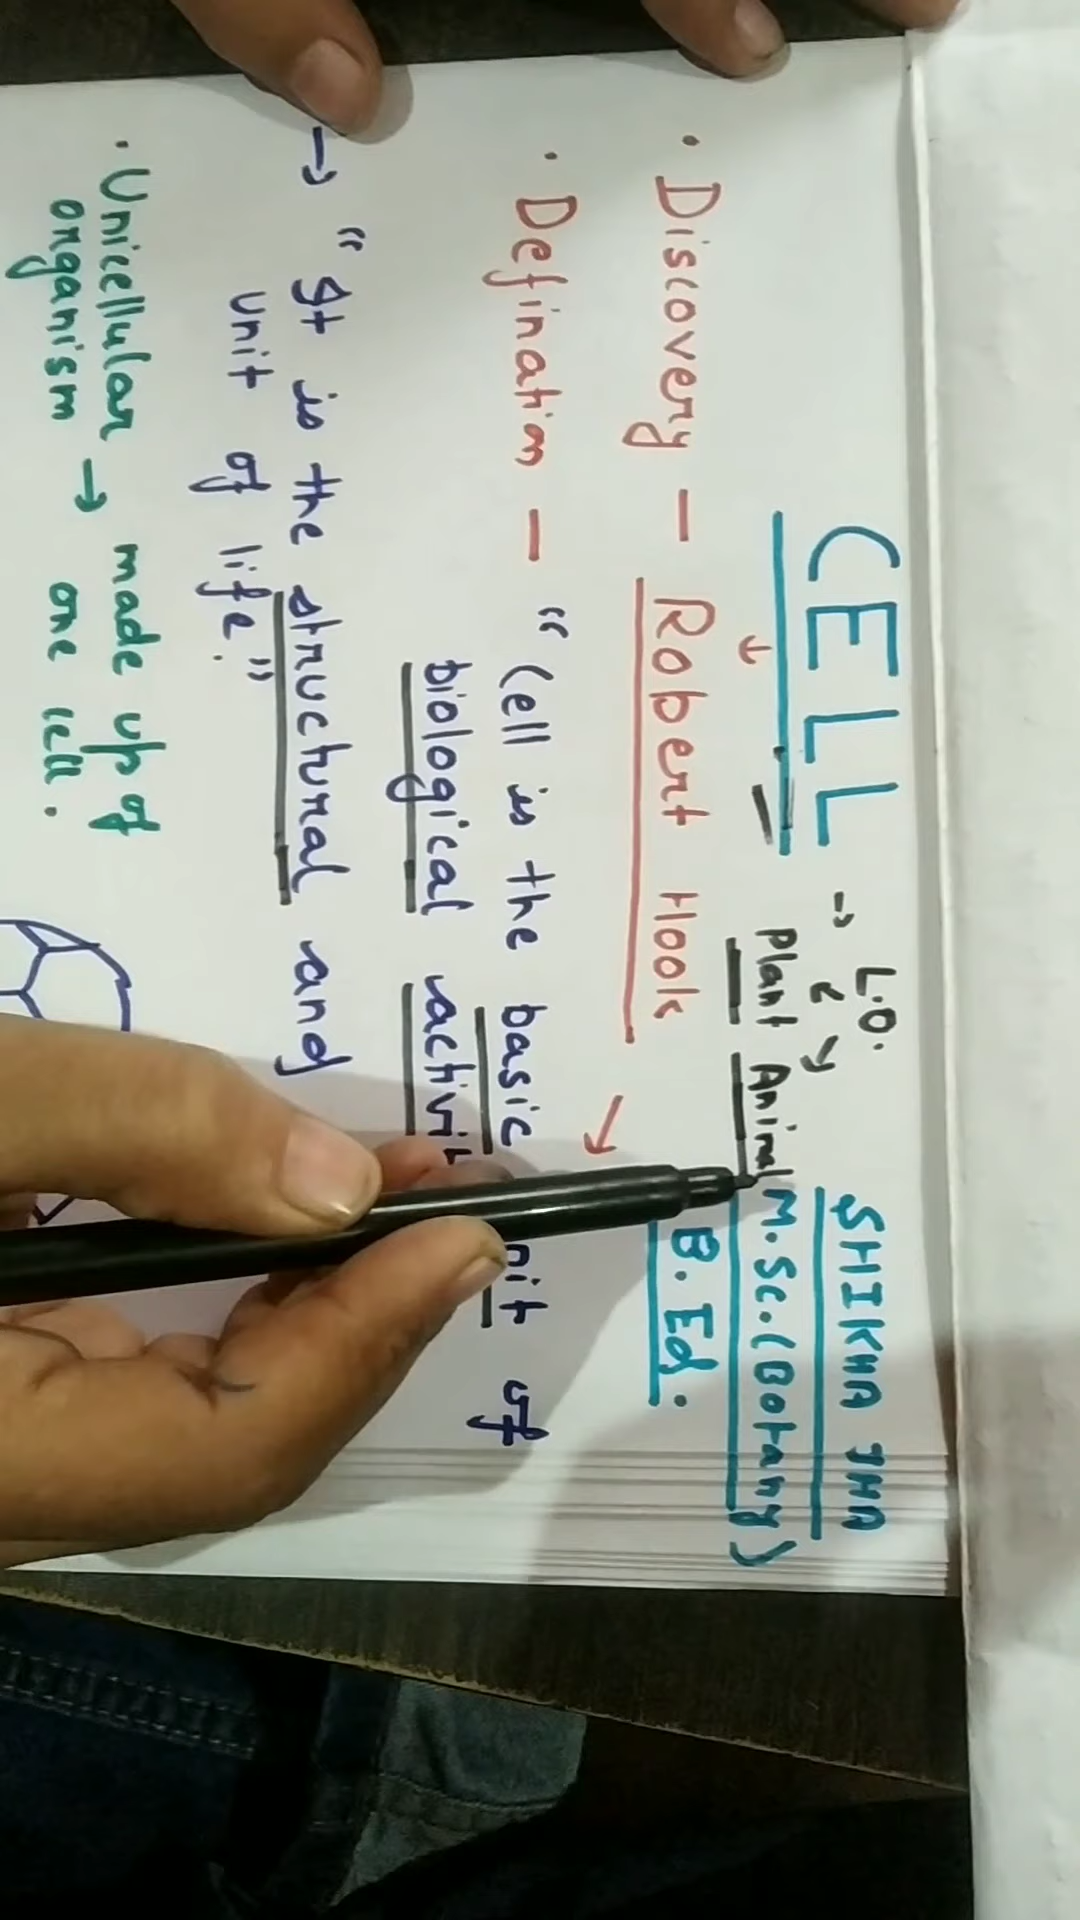 CELL → L.O.
Plant Animal
SHIKHA JHA
M.Sc. (Botany)
B.Ed.
• Discovery - Robert Hook
• Defination - "Cell is the basic of
biological
→ "It is the structural and
unit of life."
• Unicellular → made up of
organism one cell.